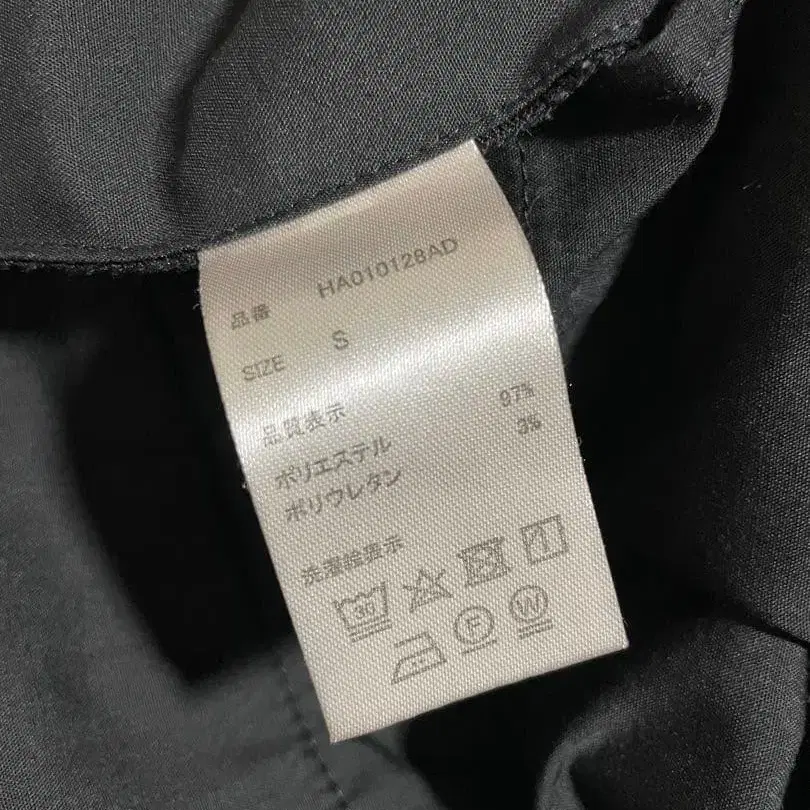 品番 HA010128AD
SIZE S
品質表示
ポリエステル 97%
ポリウレタン 3%
洗濯絵表示
30
F W